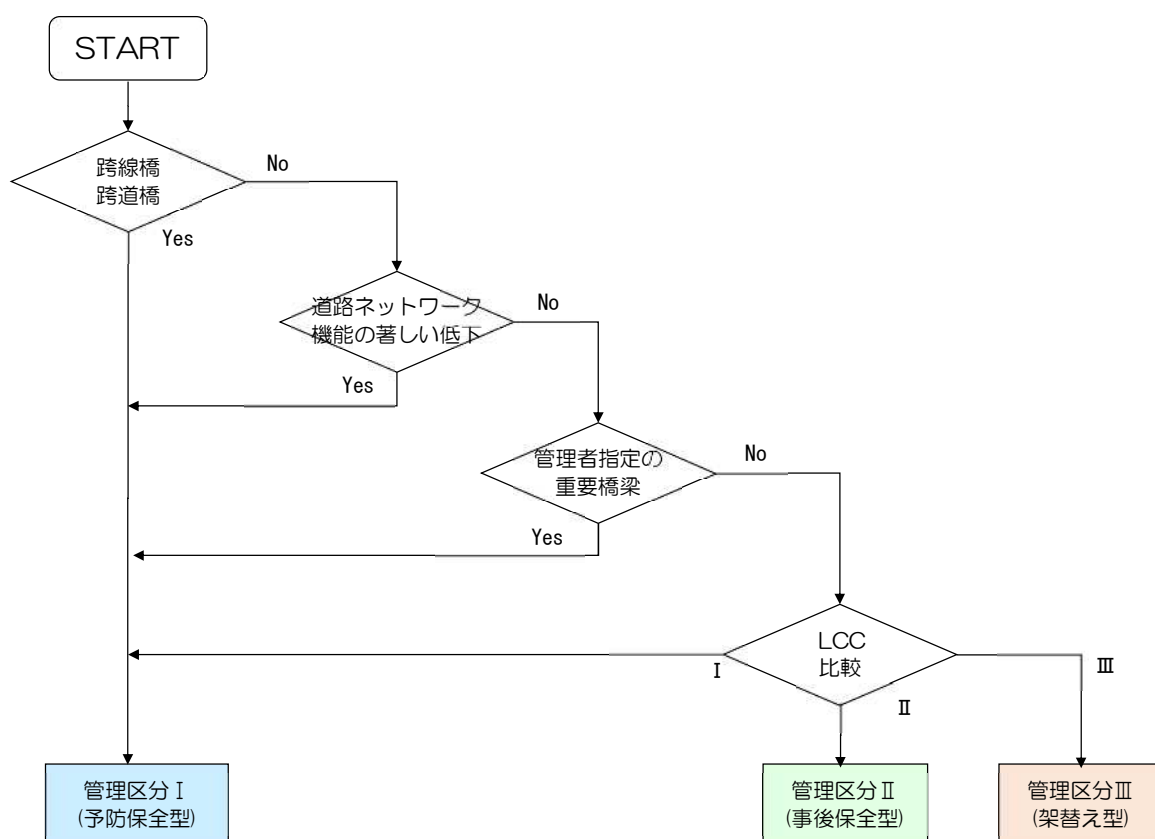 START
跨線橋
跨道橋
No
Yes
道路ネットワーク
機能の著しい低下
No
Yes
管理者指定の
重要橋梁
No
Yes
LCC
比較
Ⅰ
Ⅱ
Ⅲ
管理区分Ⅰ
(予防保全型)
管理区分Ⅱ
(事後保全型)
管理区分Ⅲ
(架替え型)